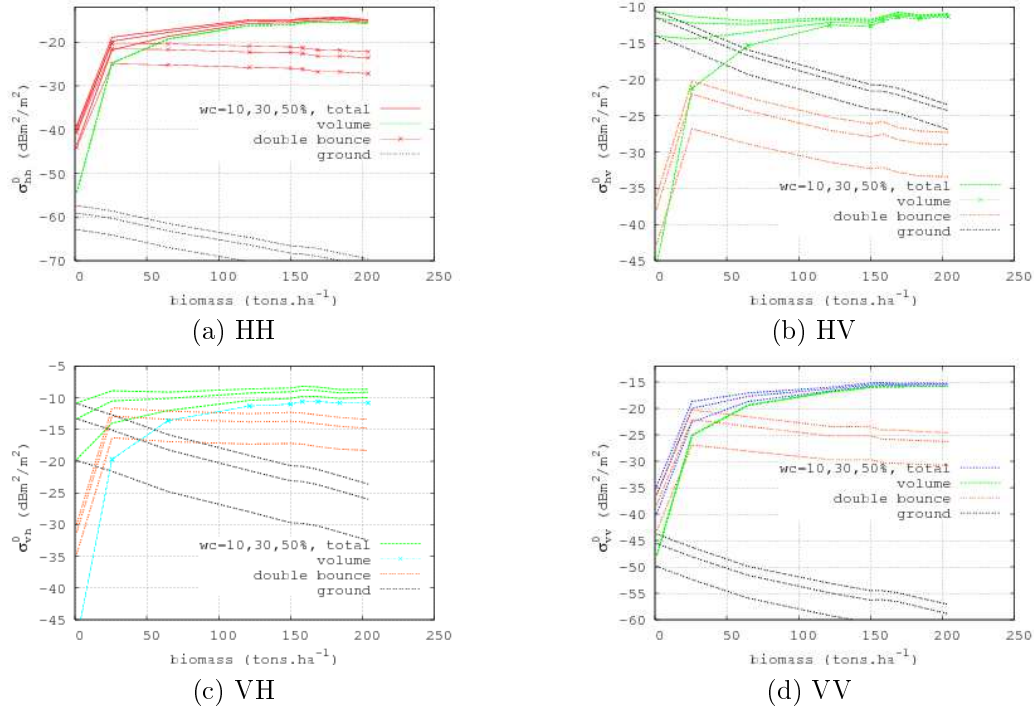 −20
−30
−40
−50
−60
−70
σ⁰hh (dBm²/m²)
wc=10,30,50%, total
volume
double bounce
ground
0 50 100 150 200 250
biomass (tons.ha⁻¹)
(a) HH
−10
−15
−20
−25
−30
−35
−40
−45
σ⁰hv (dBm²/m²)
wc=10,30,50%, total
volume
double bounce
ground
0 50 100 150 200 250
biomass (tons.ha⁻¹)
(b) HV
−5
−10
−15
−20
−25
−30
−35
−40
−45
σ⁰vh (dBm²/m²)
wc=10,30,50%, total
volume
double bounce
ground
0 50 100 150 200 250
biomass (tons.ha⁻¹)
(c) VH
−15
−20
−25
−30
−35
−40
−45
−50
−55
−60
σ⁰vv (dBm²/m²)
wc=10,30,50%, total
volume
double bounce
ground
0 50 100 150 200 250
biomass (tons.ha⁻¹)
(d) VV